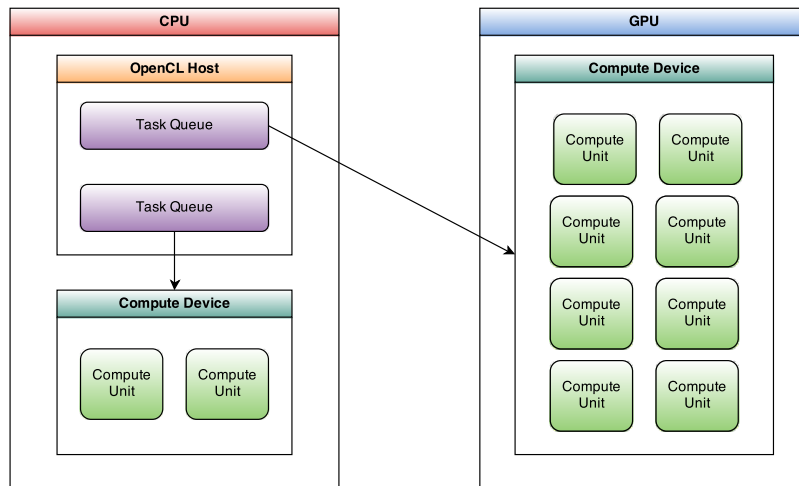 CPU
OpenCL Host
Task Queue
Task Queue
Compute Device
Compute
Unit
Compute
Unit
GPU
Compute Device
Compute
Unit
Compute
Unit
Compute
Unit
Compute
Unit
Compute
Unit
Compute
Unit
Compute
Unit
Compute
Unit